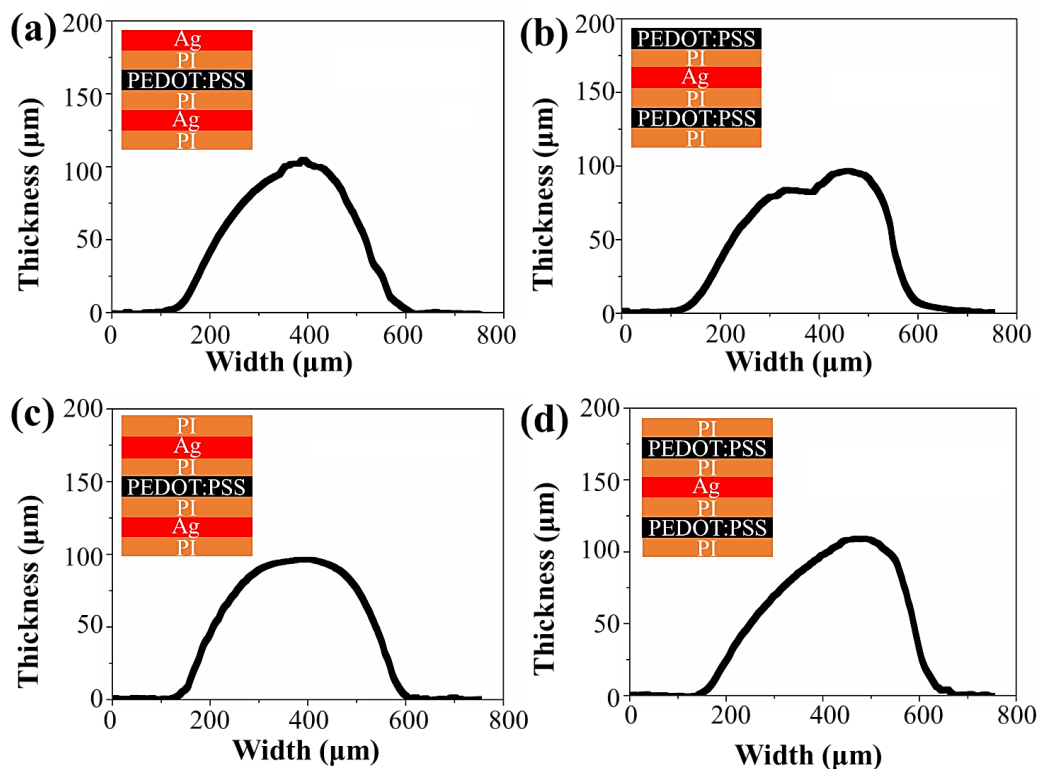 (a)
200
150
100
50
0
Thickness (μm)
Ag
PI
PEDOT:PSS
PI
Ag
PI
0 200 400 600 800
Width (μm)
(b)
200
150
100
50
0
Thickness (μm)
PEDOT:PSS
PI
Ag
PI
PEDOT:PSS
PI
0 200 400 600 800
Width (μm)
(c)
200
150
100
50
0
Thickness (μm)
PI
Ag
PI
PEDOT:PSS
PI
Ag
PI
0 200 400 600 800
Width (μm)
(d)
200
150
100
50
0
Thickness (μm)
PI
PEDOT:PSS
PI
Ag
PI
PEDOT:PSS
PI
0 200 400 600 800
Width (μm)